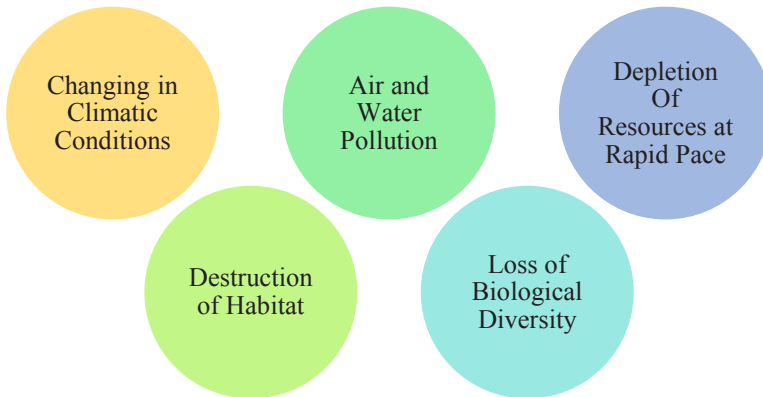 Changing in
Climatic
Conditions
Air and
Water
Pollution
Depletion
Of
Resources at
Rapid Pace
Destruction
of Habitat
Loss of
Biological
Diversity